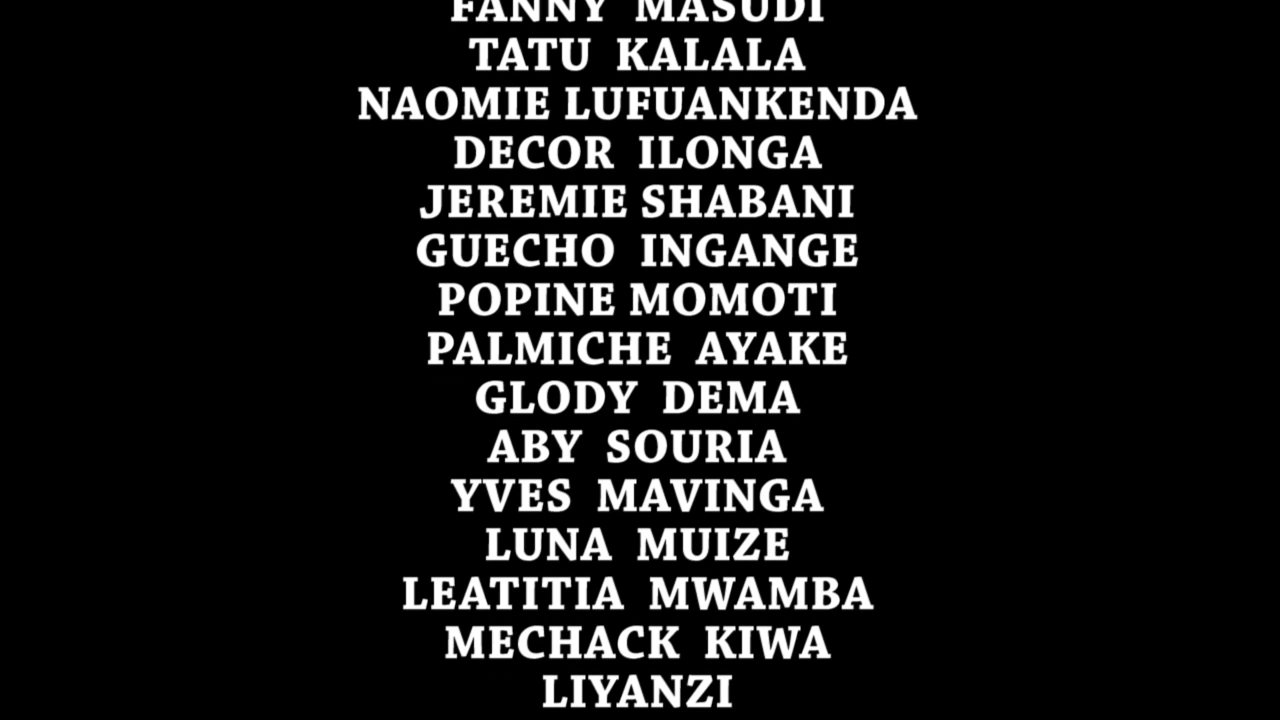 FANNY MASUDI
TATU KALALA
NAOMIE LUFUANKENDA
DECOR ILONGA
JEREMIE SHABANI
GUECHO INGANGE
POPINE MOMOTI
PALMICHE AYAKE
GLODY DEMA
ABY SOURIA
YVES MAVINGA
LUNA MUIZE
LEATITIA MWAMBA
MECHACK KIWA
LIYANZI